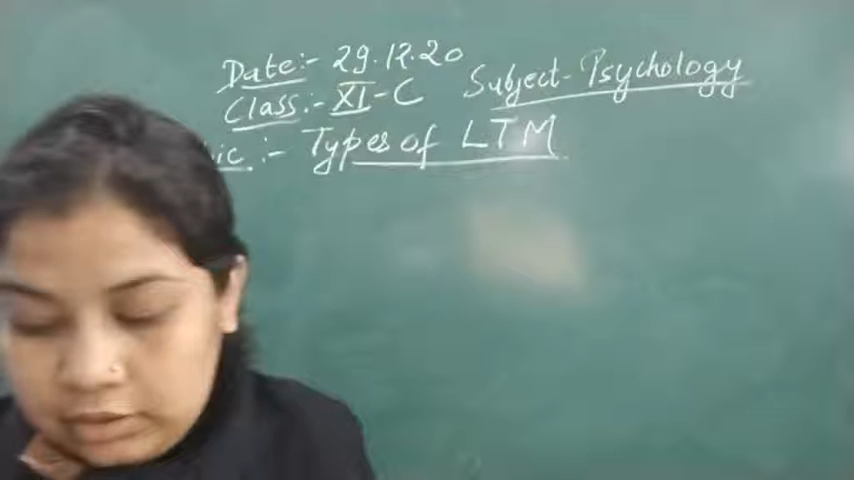 Date:- 29.12.20
Subject- Psychology
Class:- XI-C
ic :- Types of LTM